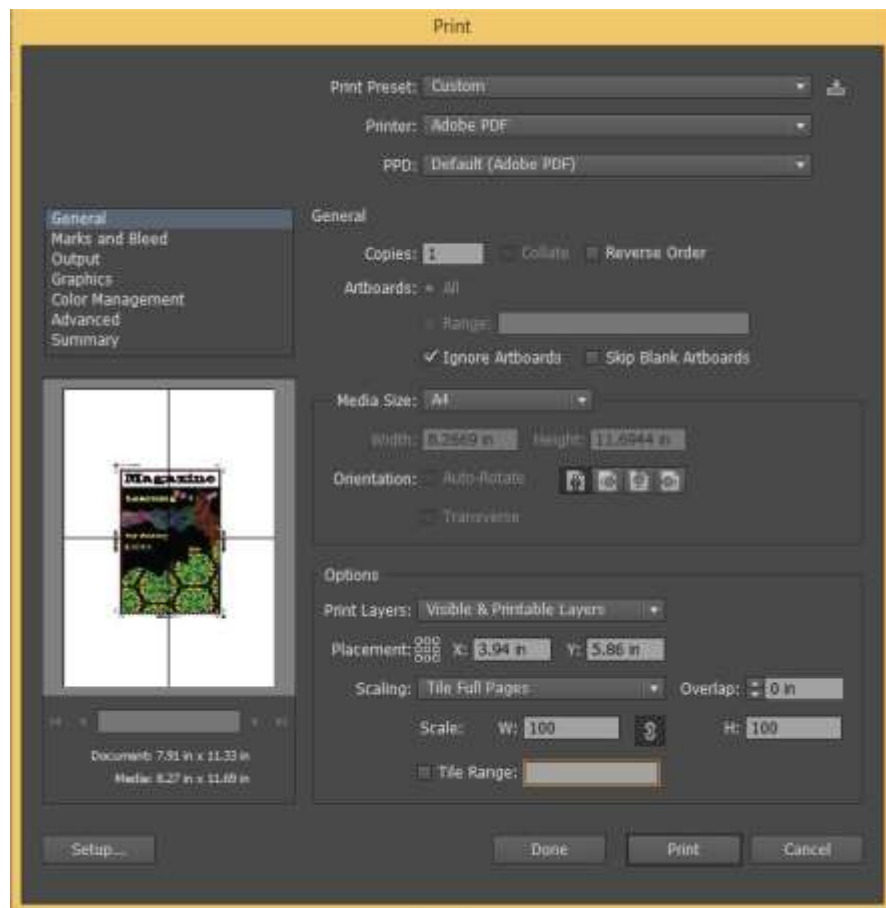 Print
Print Preset: Custom
Printer: Adobe PDF
PPD: Default (Adobe PDF)
General
Marks and Bleed
Output
Graphics
Color Management
Advanced
Summary
General
Copies: 1 Collate Reverse Order
Artboards: All
Range:
Ignore Artboards Skip Blank Artboards
Media Size: A4
Width: 8.2669 in Height: 11.6944 in
Orientation: Auto-Rotate
Transverse
Magazine
Learning
Document: 7.91 in x 11.33 in
Media: 8.27 in x 11.69 in
Options
Print Layers: Visible & Printable Layers
Placement: X: 3.94 in Y: 5.86 in
Scaling: Tile Full Pages Overlap: 0 in
Scale: W: 100 H: 100
Tile Range:
Setup... Done Print Cancel